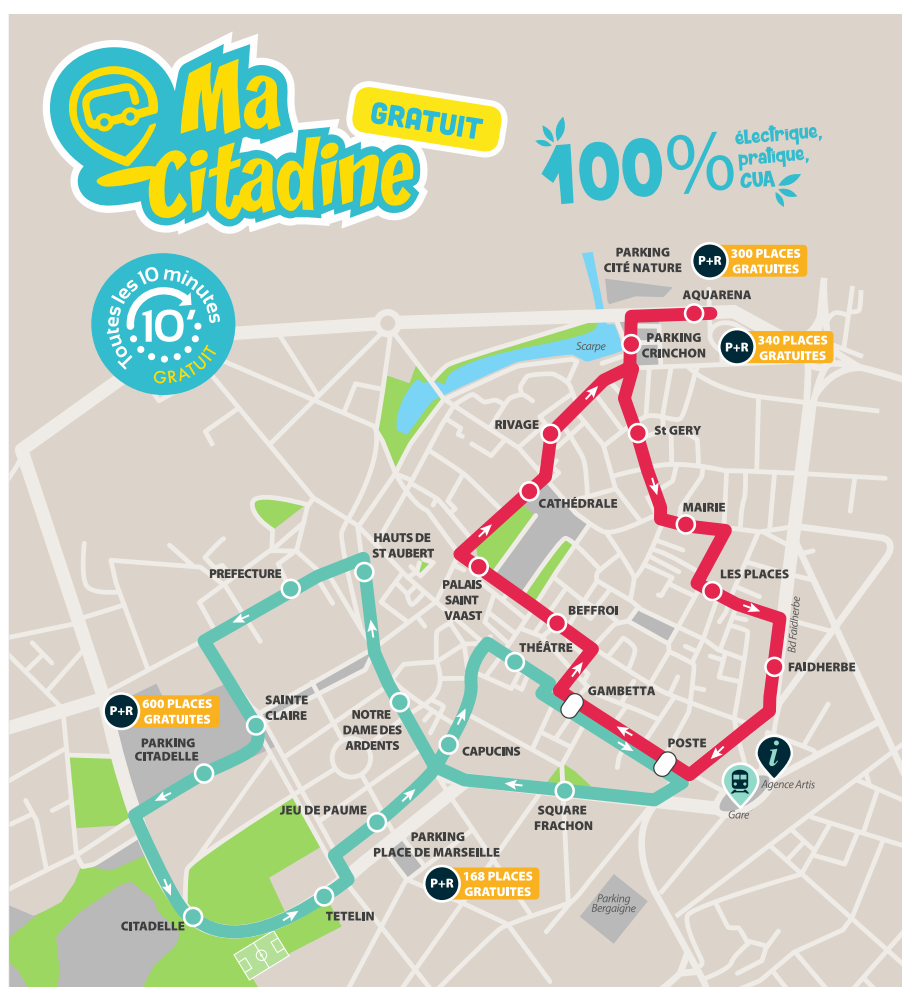 Ma
Citadine
GRATUIT
100%
électrique,
pratique,
CUA
Toutes les 10 minutes
10'
GRATUIT
PARKING
CITÉ NATURE
P+R
300 PLACES
GRATUITES
AQUARENA
PARKING
CRINCHON
P+R
340 PLACES
GRATUITES
Scarpe
RIVAGE
St GERY
CATHÉDRALE
MAIRIE
HAUTS DE
ST AUBERT
PREFECTURE
PALAIS
SAINT
VAAST
LES PLACES
BEFFROI
Bd Faidherbe
THÉÂTRE
FAIDHERBE
GAMBETTA
P+R
600 PLACES
GRATUITES
SAINTE
CLAIRE
NOTRE
DAME DES
ARDENTS
PARKING
CITADELLE
CAPUCINS
POSTE
i
Agence Artis
Gare
JEU DE PAUME
SQUARE
FRACHON
PARKING
PLACE DE MARSEILLE
P+R
168 PLACES
GRATUITES
Parking
Bergaigne
CITADELLE
TETELIN